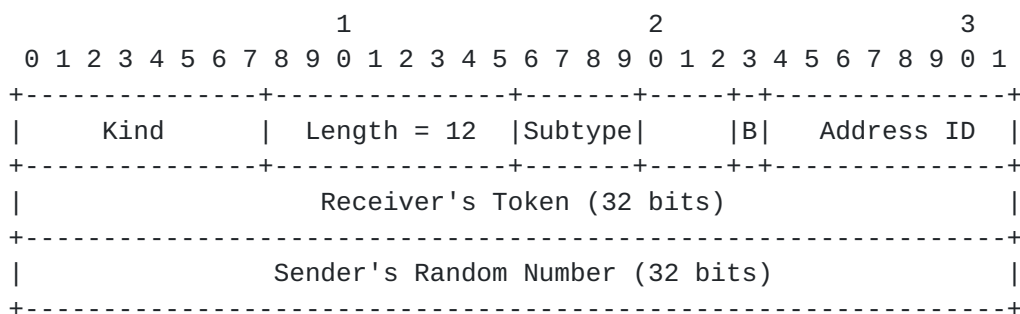 1                   2                   3
 0 1 2 3 4 5 6 7 8 9 0 1 2 3 4 5 6 7 8 9 0 1 2 3 4 5 6 7 8 9 0 1
+---------------+---------------+-------+-----+-+---------------+
|     Kind      |  Length = 12  |Subtype|     |B|   Address ID  |
+---------------+---------------+-------+-----+-+---------------+
|                   Receiver's Token (32 bits)                  |
+---------------------------------------------------------------+
|                Sender's Random Number (32 bits)               |
+---------------------------------------------------------------+